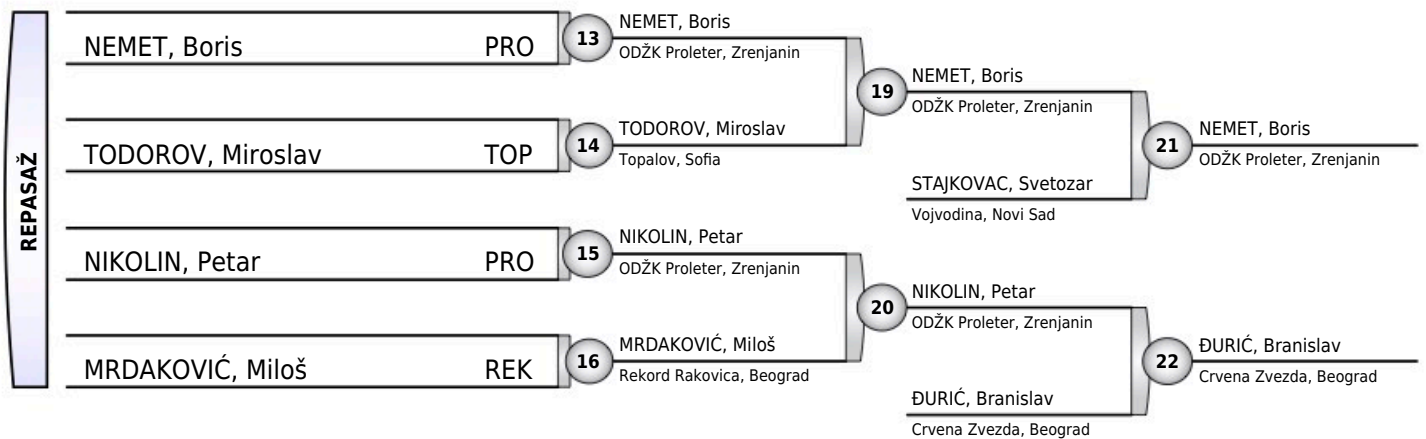 REPASAŽ
NEMET, Boris PRO
13
NEMET, Boris
ODŽK Proleter, Zrenjanin
TODOROV, Miroslav TOP
14
TODOROV, Miroslav
Topalov, Sofia
NIKOLIN, Petar PRO
15
NIKOLIN, Petar
ODŽK Proleter, Zrenjanin
MRDAKOVIĆ, Miloš REK
16
MRDAKOVIĆ, Miloš
Rekord Rakovica, Beograd
19
NEMET, Boris
ODŽK Proleter, Zrenjanin
STAJKOVAC, Svetozar
Vojvodina, Novi Sad
20
NIKOLIN, Petar
ODŽK Proleter, Zrenjanin
ĐURIĆ, Branislav
Crvena Zvezda, Beograd
21
NEMET, Boris
ODŽK Proleter, Zrenjanin
22
ĐURIĆ, Branislav
Crvena Zvezda, Beograd